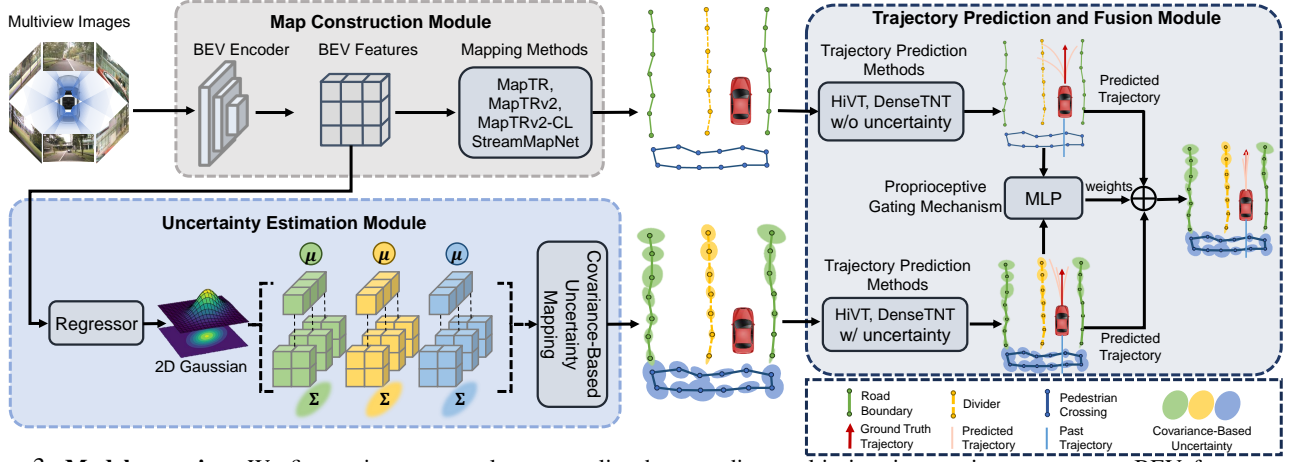 Multiview Images
Map Construction Module
BEV Encoder
BEV Features
Mapping Methods
MapTR,
MapTRv2,
MapTRv2-CL
StreamMapNet
Trajectory Prediction and Fusion Module
Trajectory Prediction
Methods
HiVT, DenseTNT
w/o uncertainty
Predicted
Trajectory
Proprioceptive
Gating Mechanism
MLP
weights
Trajectory Prediction
Methods
HiVT, DenseTNT
w/ uncertainty
Predicted
Trajectory
Uncertainty Estimation Module
Regressor
2D Gaussian
μ
μ
μ
Σ
Σ
Σ
Covariance-Based
Uncertainty
Mapping
Road
Boundary
Divider
Pedestrian
Crossing
Ground Truth
Trajectory
Predicted
Trajectory
Past
Trajectory
Covariance-Based
Uncertainty